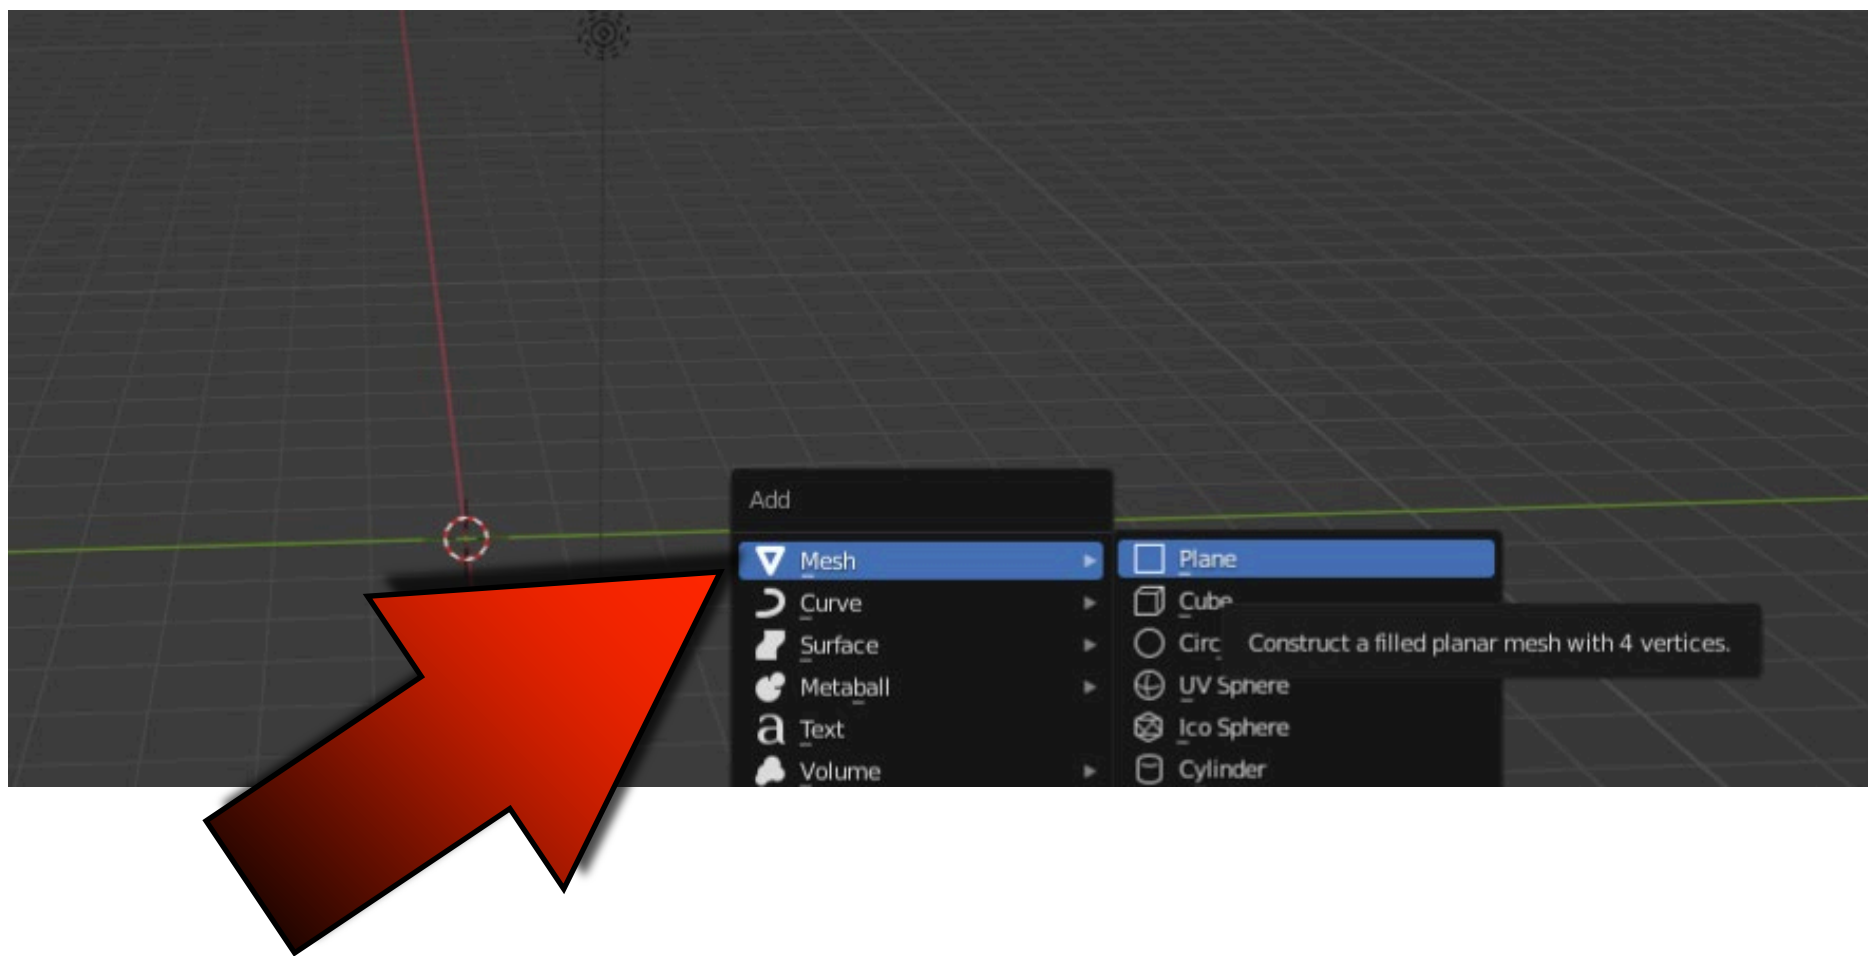 Add
Mesh
Curve
Surface
Metaball
Text
Volume
Plane
Cube
Circ
Construct a filled planar mesh with 4 vertices.
UV Sphere
Ico Sphere
Cylinder